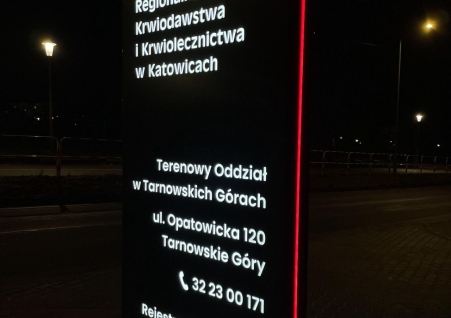 Krwiodawstwa
i Krwiolecznictwa
w Katowicach
Terenowy Oddział
w Tarnowskich Górach
ul. Opatowicka 120
Tarnowskie Góry
32 23 00 171